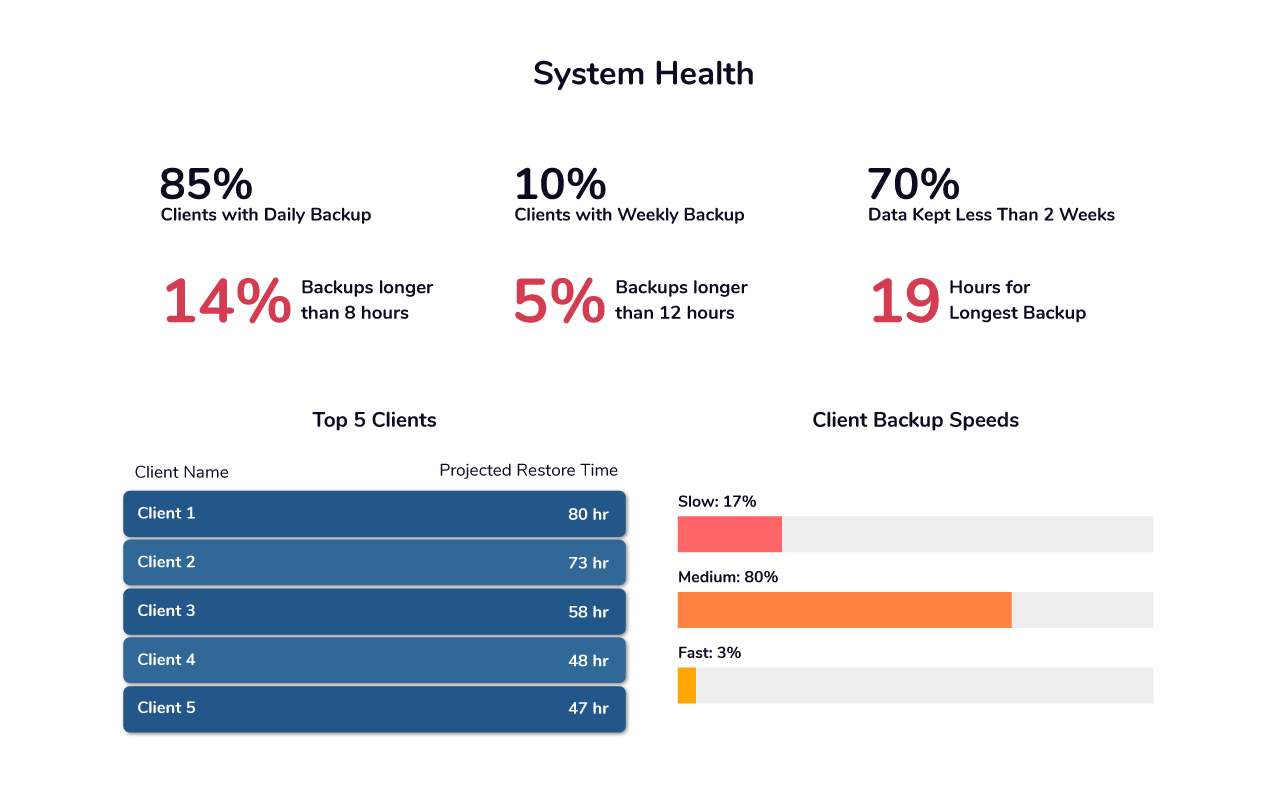 System Health
85%
Clients with Daily Backup
10%
Clients with Weekly Backup
70%
Data Kept Less Than 2 Weeks
14%
Backups longer
than 8 hours
5%
Backups longer
than 12 hours
19
Hours for
Longest Backup
Top 5 Clients
Client Name
Projected Restore Time
Client 1
80 hr
Client 2
73 hr
Client 3
58 hr
Client 4
48 hr
Client 5
47 hr
Client Backup Speeds
Slow: 17%
Medium: 80%
Fast: 3%